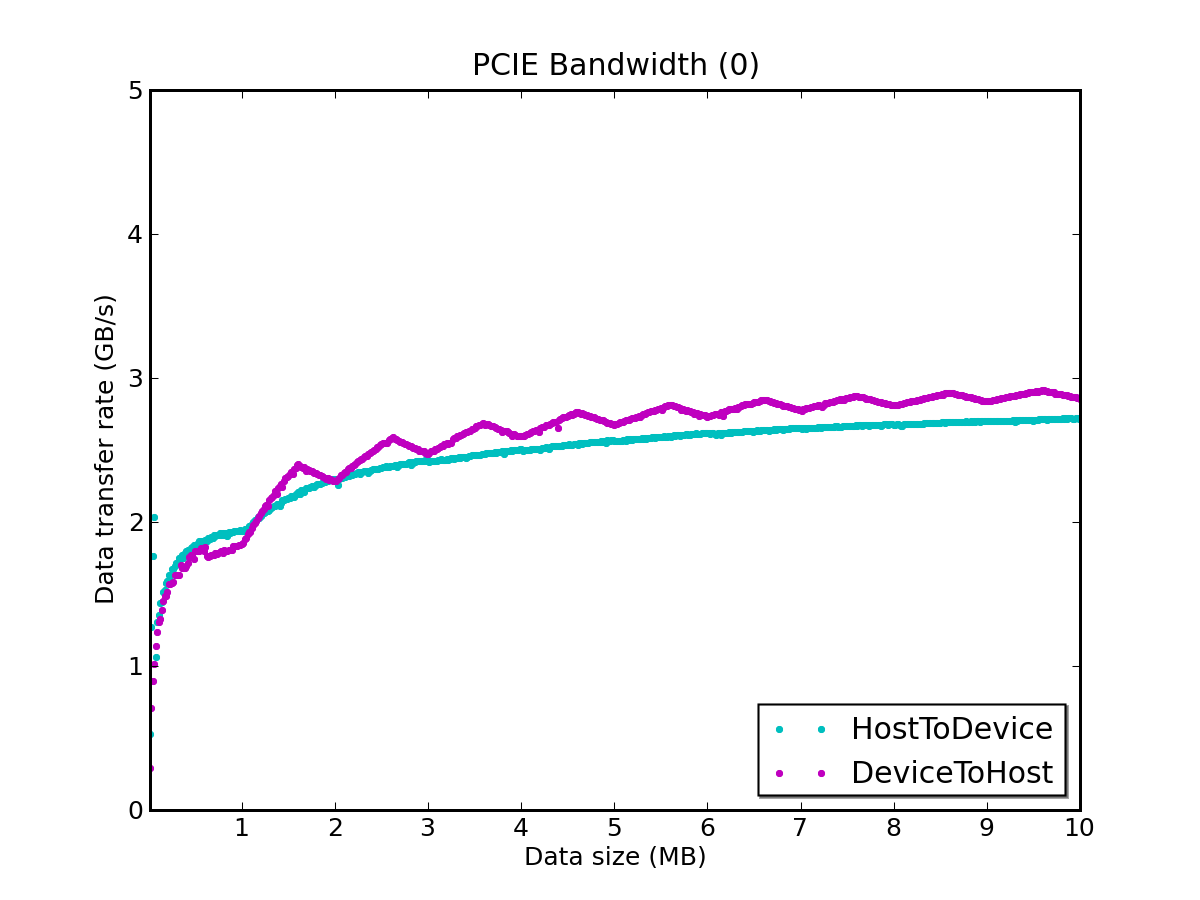 PCIE Bandwidth (0)
5
4
3
2
1
0
Data transfer rate (GB/s)
HostToDevice
DeviceToHost
1 2 3 4 5 6 7 8 9 10
Data size (MB)